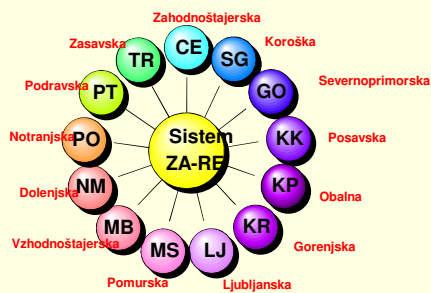 Zahodnoštajerska
CE
Koroška
SG
Zasavska
TR
Severnoprimorska
GO
Podravska
PT
Notranjska
PO
Sistem
ZA-RE
KK
Posavska
Dolenjska
NM
KP
Obalna
Vzhodnoštajerska
MB
KR
Gorenjska
MS
Pomurska
LJ
Ljubljanska